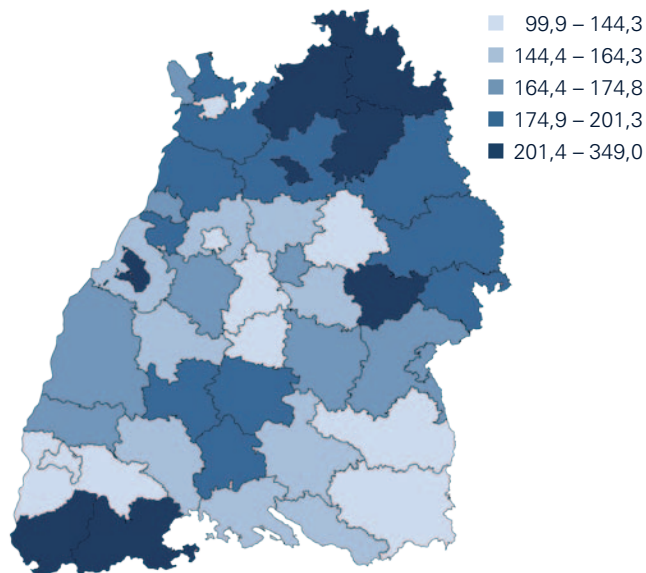 99,9 – 144,3
144,4 – 164,3
164,4 – 174,8
174,9 – 201,3
201,4 – 349,0